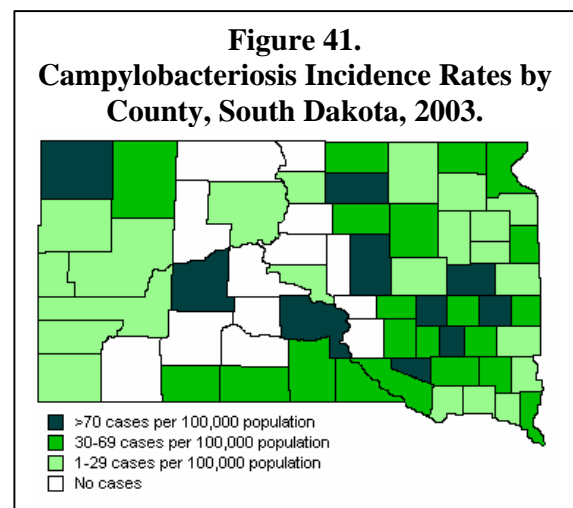 Figure 41.
Campylobacteriosis Incidence Rates by
County, South Dakota, 2003.
>70 cases per 100,000 population
30-69 cases per 100,000 population
1-29 cases per 100,000 population
No cases